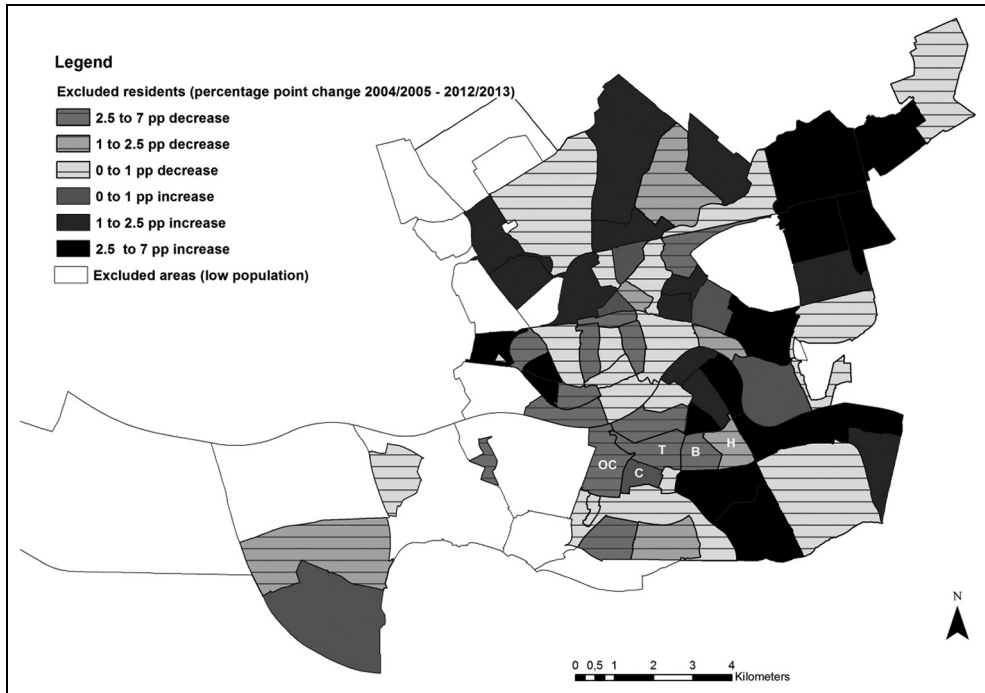 Legend
Excluded residents (percentage point change 2004/2005 - 2012/2013)
2.5 to 7 pp decrease
1 to 2.5 pp decrease
0 to 1 pp decrease
0 to 1 pp increase
1 to 2.5 pp increase
2.5 to 7 pp increase
Excluded areas (low population)
H
T
B
OC
C
N
0 0,5 1 2 3 4
Kilometers